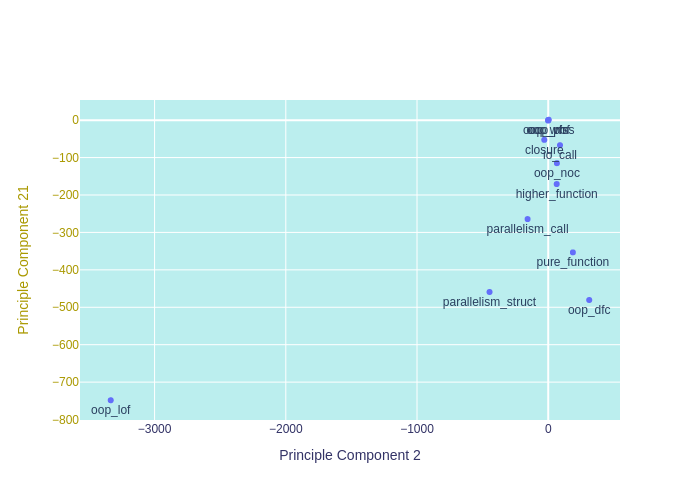 0
closure
io_call
−100
oop_noc
−200
higher_function
parallelism_call
−300
pure_function
−400
parallelism_struct
−500
oop_dfc
−600
−700
oop_lof
−800
−3000
−2000
−1000
0
Principle Component 2
Principle Component 21